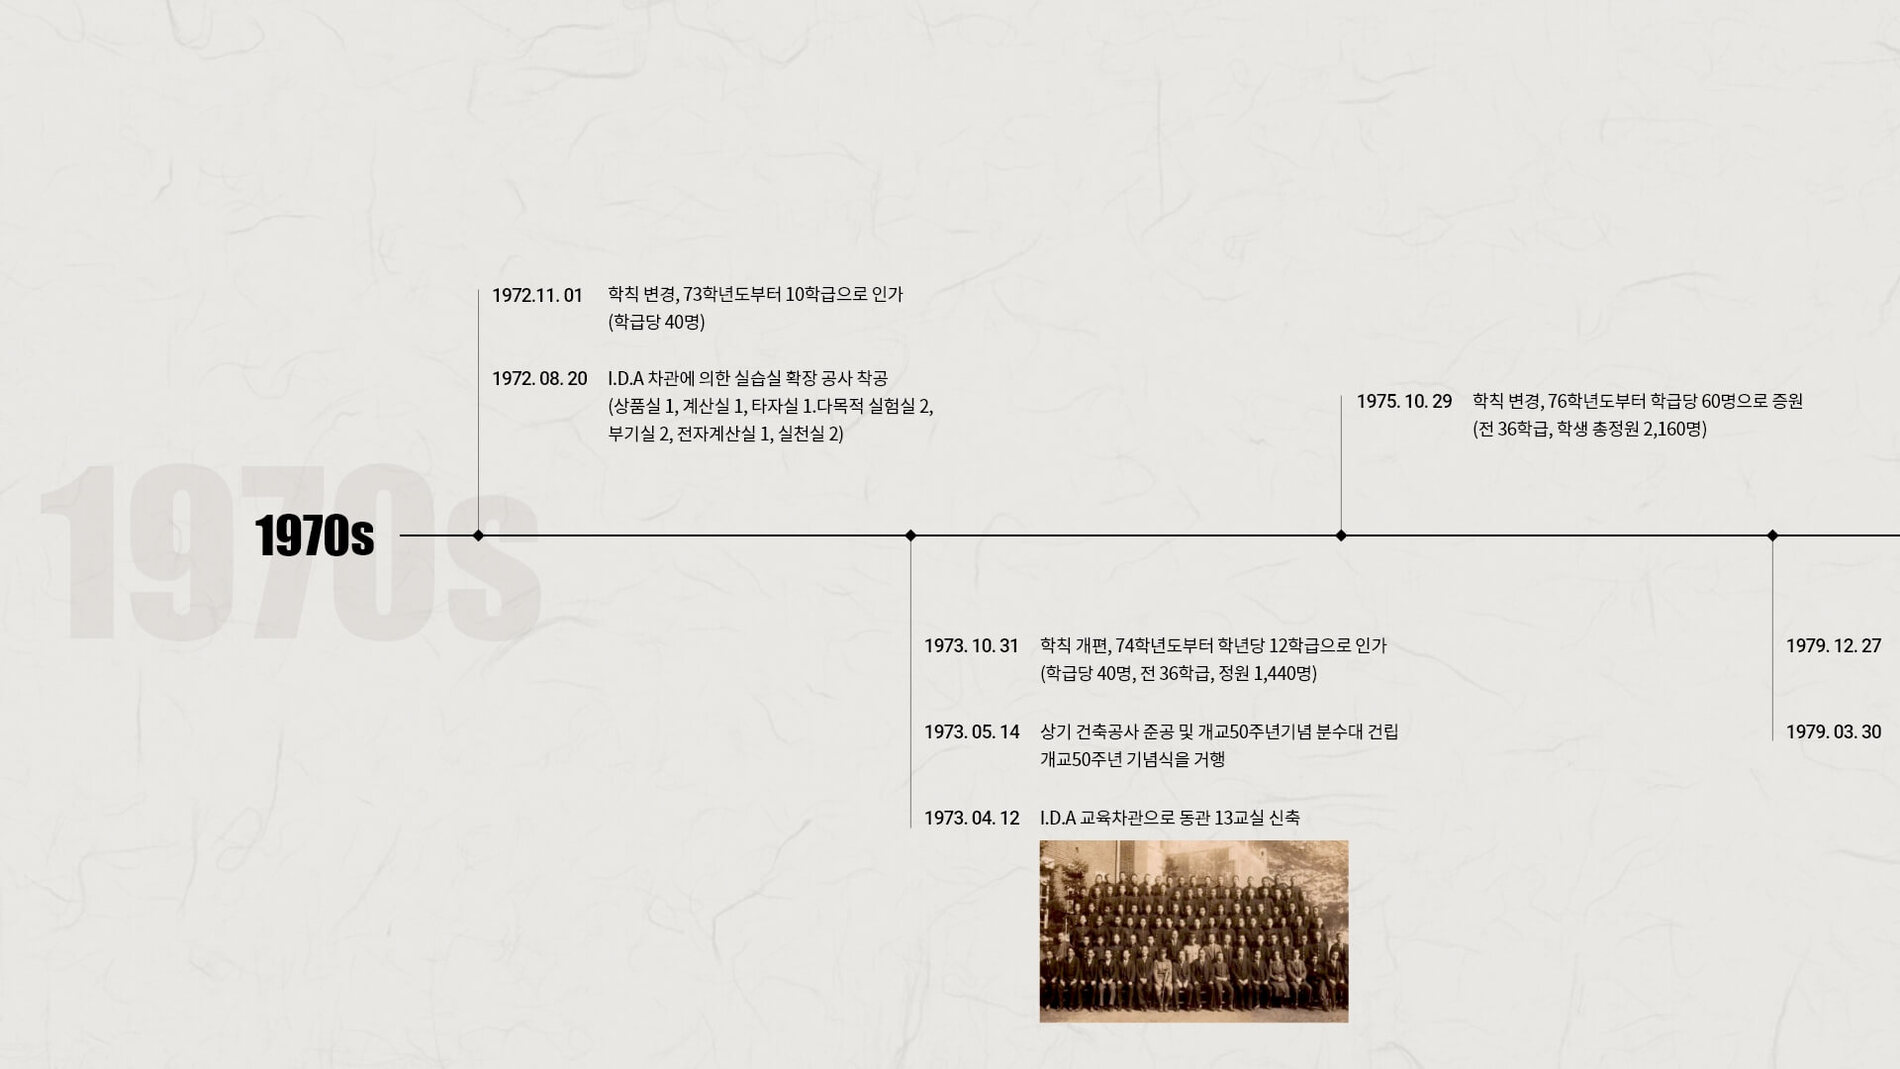 1970s
1970s
1972.11. 01 학칙 변경, 73학년도부터 10학급으로 인가
(학급당 40명)
1972. 08. 20 I.D.A 차관에 의한 실습실 확장 공사 착공
(상품실 1, 계산실 1, 타자실 1.다목적 실험실 2,
부기실 2, 전자계산실 1, 실천실 2)
1973. 10. 31 학칙 개편, 74학년도부터 학년당 12학급으로 인가
(학급당 40명, 전 36학급, 정원 1,440명)
1973. 05. 14 상기 건축공사 준공 및 개교50주년기념 분수대 건립
개교50주년 기념식을 거행
1973. 04. 12 I.D.A 교육차관으로 동관 13교실 신축
1975. 10. 29 학칙 변경, 76학년도부터 학급당 60명으로 증원
(전 36학급, 학생 총정원 2,160명)
1979. 12. 27
1979. 03. 30